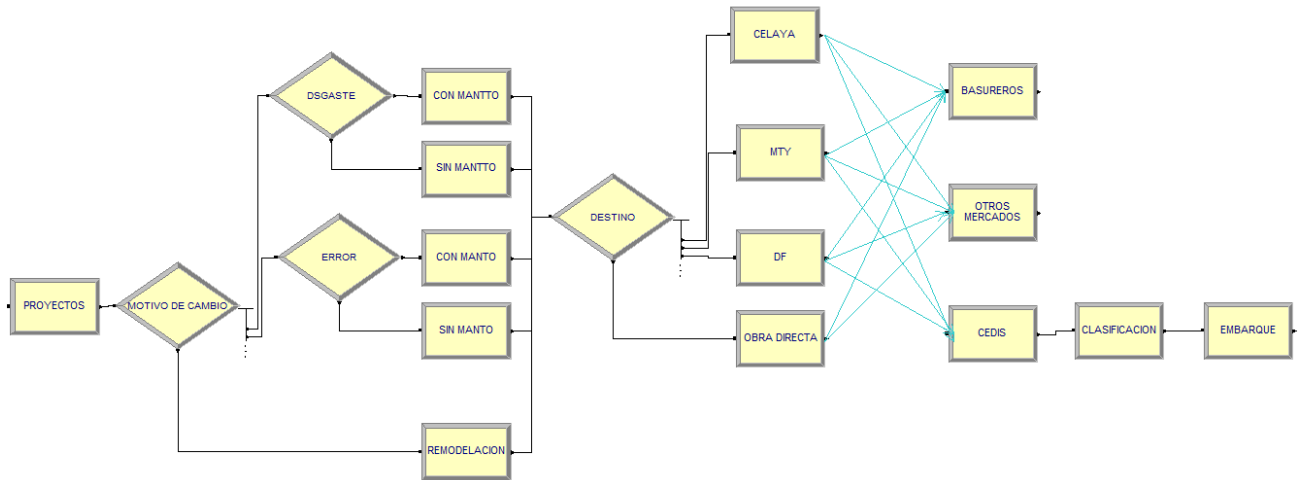 PROYECTOS
MOTIVO DE CAMBIO
DSGASTE
CON MANTTO
SIN MANTTO
ERROR
CON MANTO
SIN MANTO
REMODELACION
DESTINO
CELAYA
MTY
DF
OBRA DIRECTA
BASUREROS
OTROS
MERCADOS
CEDIS
CLASIFICACION
EMBARQUE